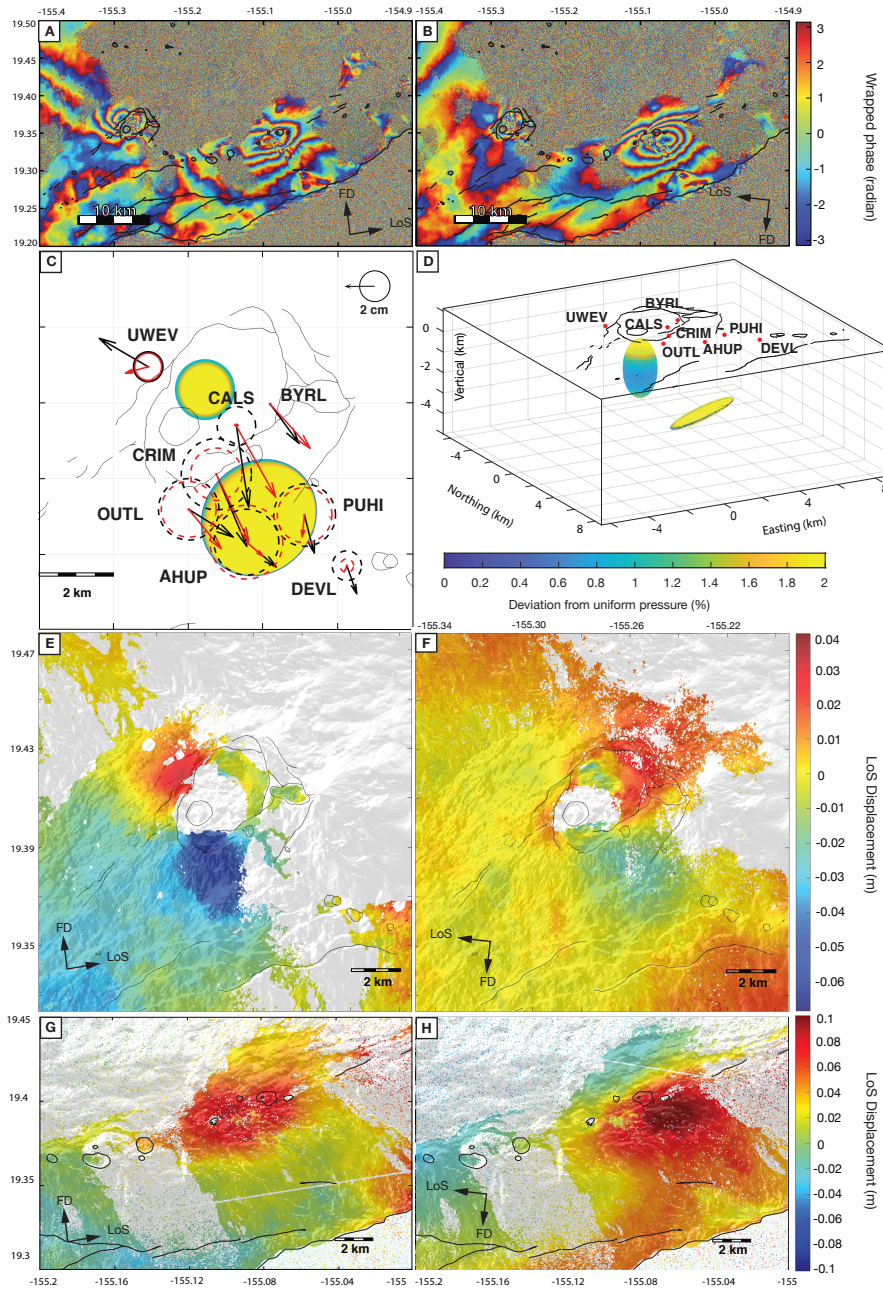 -155.4 -155.3 -155.2 -155.1 -155.0
-155.3 -155.2 -155.1 -155.0 -154.9
19.50
19.45
19.40
19.35
19.30
19.25
19.20
A
10 km
FD
LoS
B
10 km
LoS
FD
3
2
1
0
-1
-2
-3
Wrapped phase (radian)
C
2 cm
UWEV
CALS
BYRL
CRIM
OUTL
PUHI
AHUP
DEVL
2 km
D
BYRL
UWEV
CALS
CRIM
PUHI
OUTL
AHUP
DEVL
0
-2
-4
Vertical (km)
-4
0
4
8
Northing (km)
-4
0
4
8
Easting (km)
0 0.2 0.4 0.6 0.8 1 1.2 1.4 1.6 1.8 2
Deviation from uniform pressure (%)
-155.34 -155.30 -155.26 -155.22
19.47
19.43
19.39
19.35
E
FD
LoS
2 km
F
LoS
FD
2 km
0.04
0.03
0.02
0.01
0
-0.01
-0.02
-0.03
-0.04
-0.05
-0.06
LoS Displacement (m)
19.45
19.4
19.35
19.3
G
FD
LoS
2 km
H
LoS
FD
2 km
0.1
0.08
0.06
0.04
0.02
0
-0.02
-0.04
-0.06
-0.08
-0.1
LoS Displacement (m)
-155.2 -155.16 -155.12 -155.08 -155.04
-155.2 -155.16 -155.12 -155.08 -155.04 -155